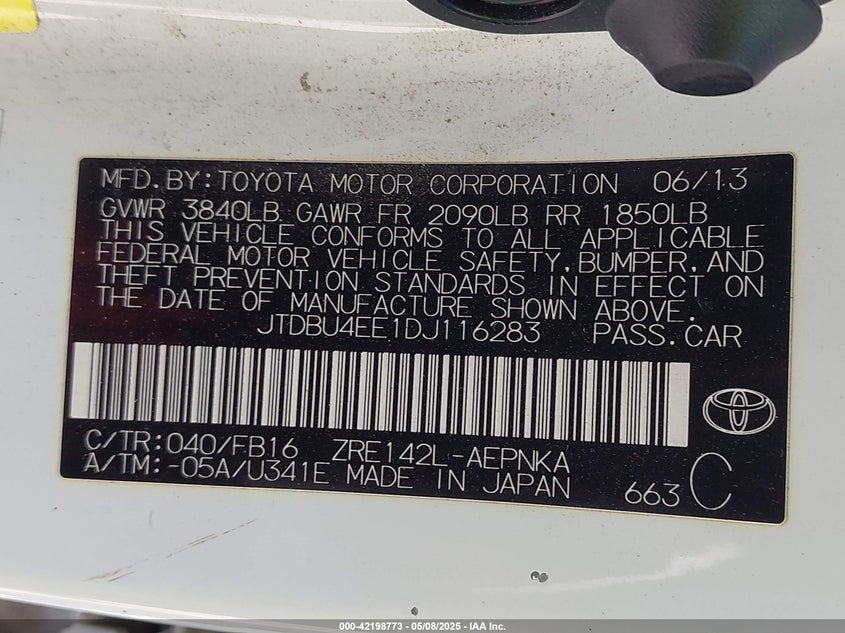 MFD.BY:TOYOTA MOTOR CORPORATION 06/13
GVWR 3840LB GAWR FR 2090LB RR 1850LB
THIS VEHICLE CONFORMS TO ALL APPLICABLE
FEDERAL MOTOR VEHICLE SAFETY,BUMPER,AND
THEFT PREVENTION STANDARDS IN EFFECT ON
THE DATE OF MANUFACTURE SHOWN ABOVE.
JTDBU4EE1DJ116283 PASS.CAR
C/TR:040/FB16 ZRE142L-AEPNKA
A/TM:-05A/U341E MADE IN JAPAN 663 C
000-42198773 - 05/08/2025 - IAA Inc.